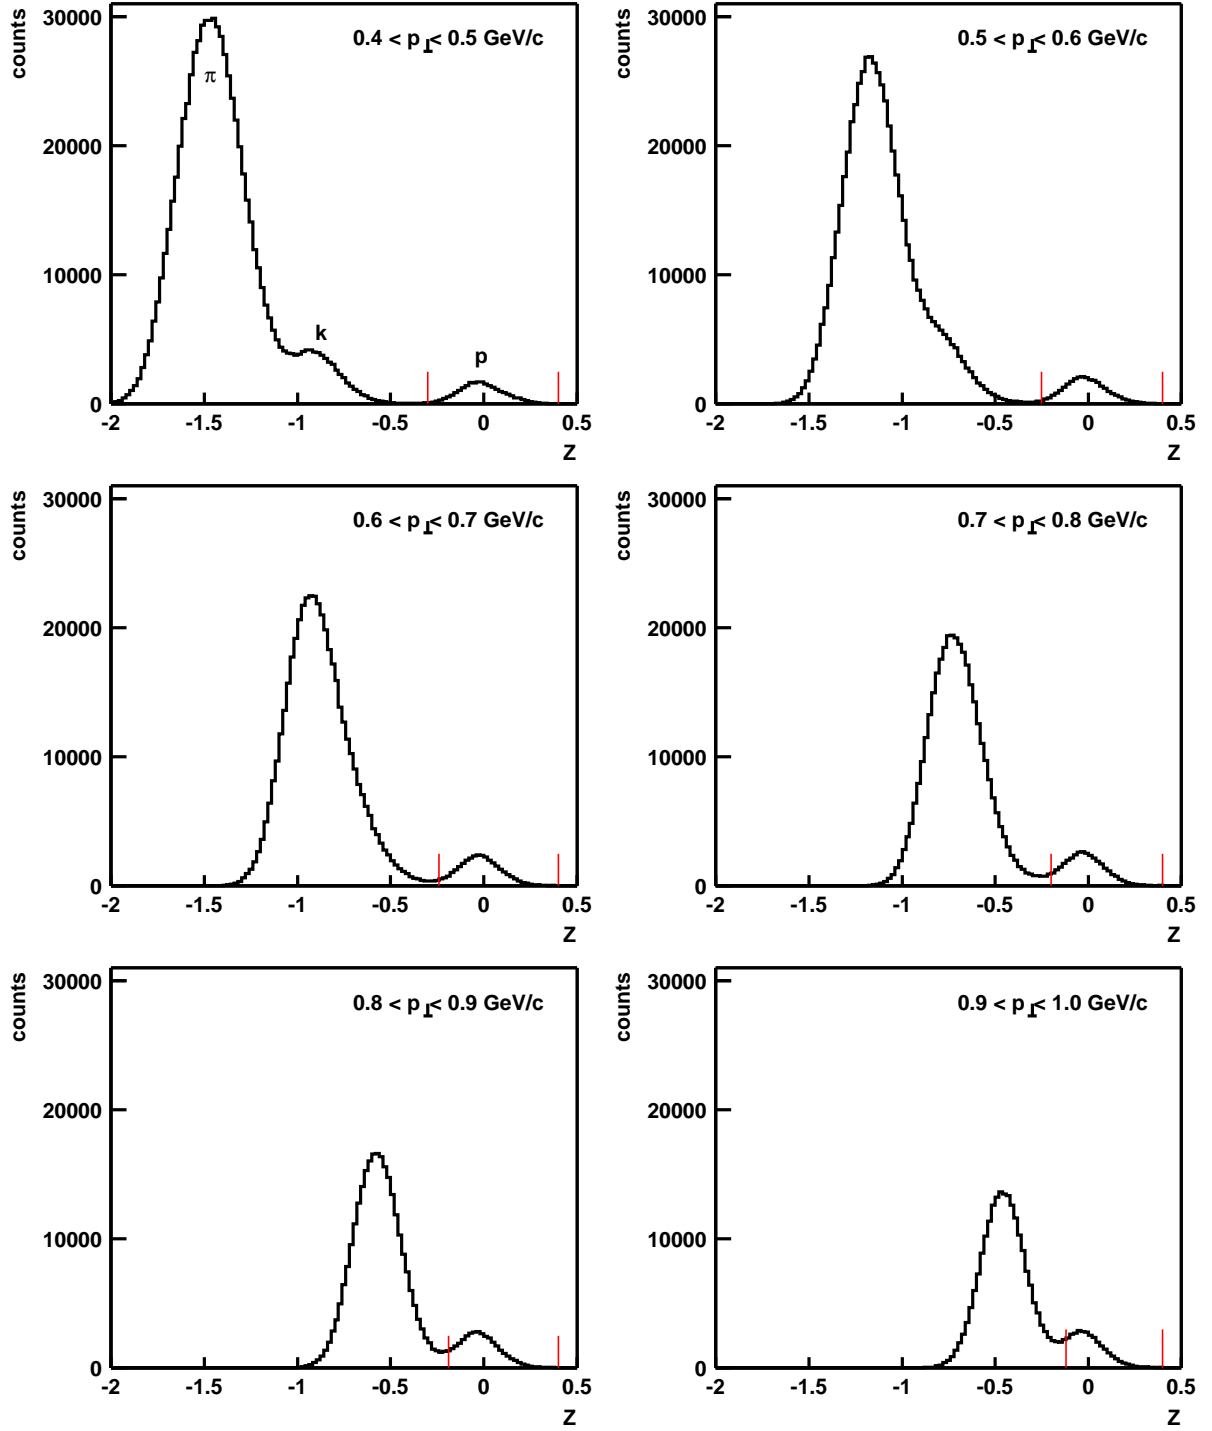 counts
30000
20000
10000
0
0.4 < p⊥ < 0.5 GeV/c
π
k
p
-2 -1.5 -1 -0.5 0 0.5
Z
counts
30000
20000
10000
0
0.5 < p⊥ < 0.6 GeV/c
-2 -1.5 -1 -0.5 0 0.5
Z
counts
30000
20000
10000
0
0.6 < p⊥ < 0.7 GeV/c
-2 -1.5 -1 -0.5 0 0.5
Z
counts
30000
20000
10000
0
0.7 < p⊥ < 0.8 GeV/c
-2 -1.5 -1 -0.5 0 0.5
Z
counts
30000
20000
10000
0
0.8 < p⊥ < 0.9 GeV/c
-2 -1.5 -1 -0.5 0 0.5
Z
counts
30000
20000
10000
0
0.9 < p⊥ < 1.0 GeV/c
-2 -1.5 -1 -0.5 0 0.5
Z